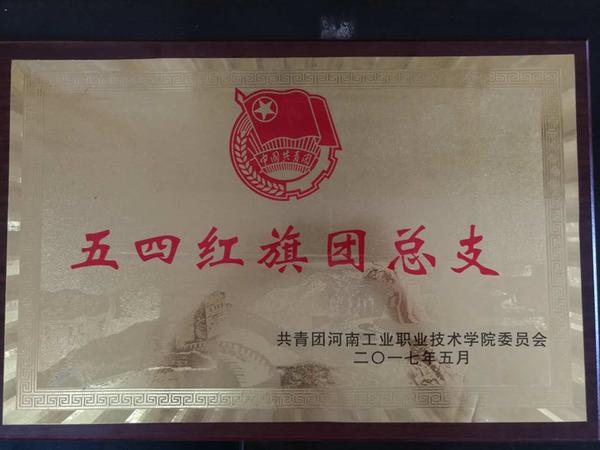 中国共青团
五四红旗团总支
共青团河南工业职业技术学院委员会
二〇一七年五月